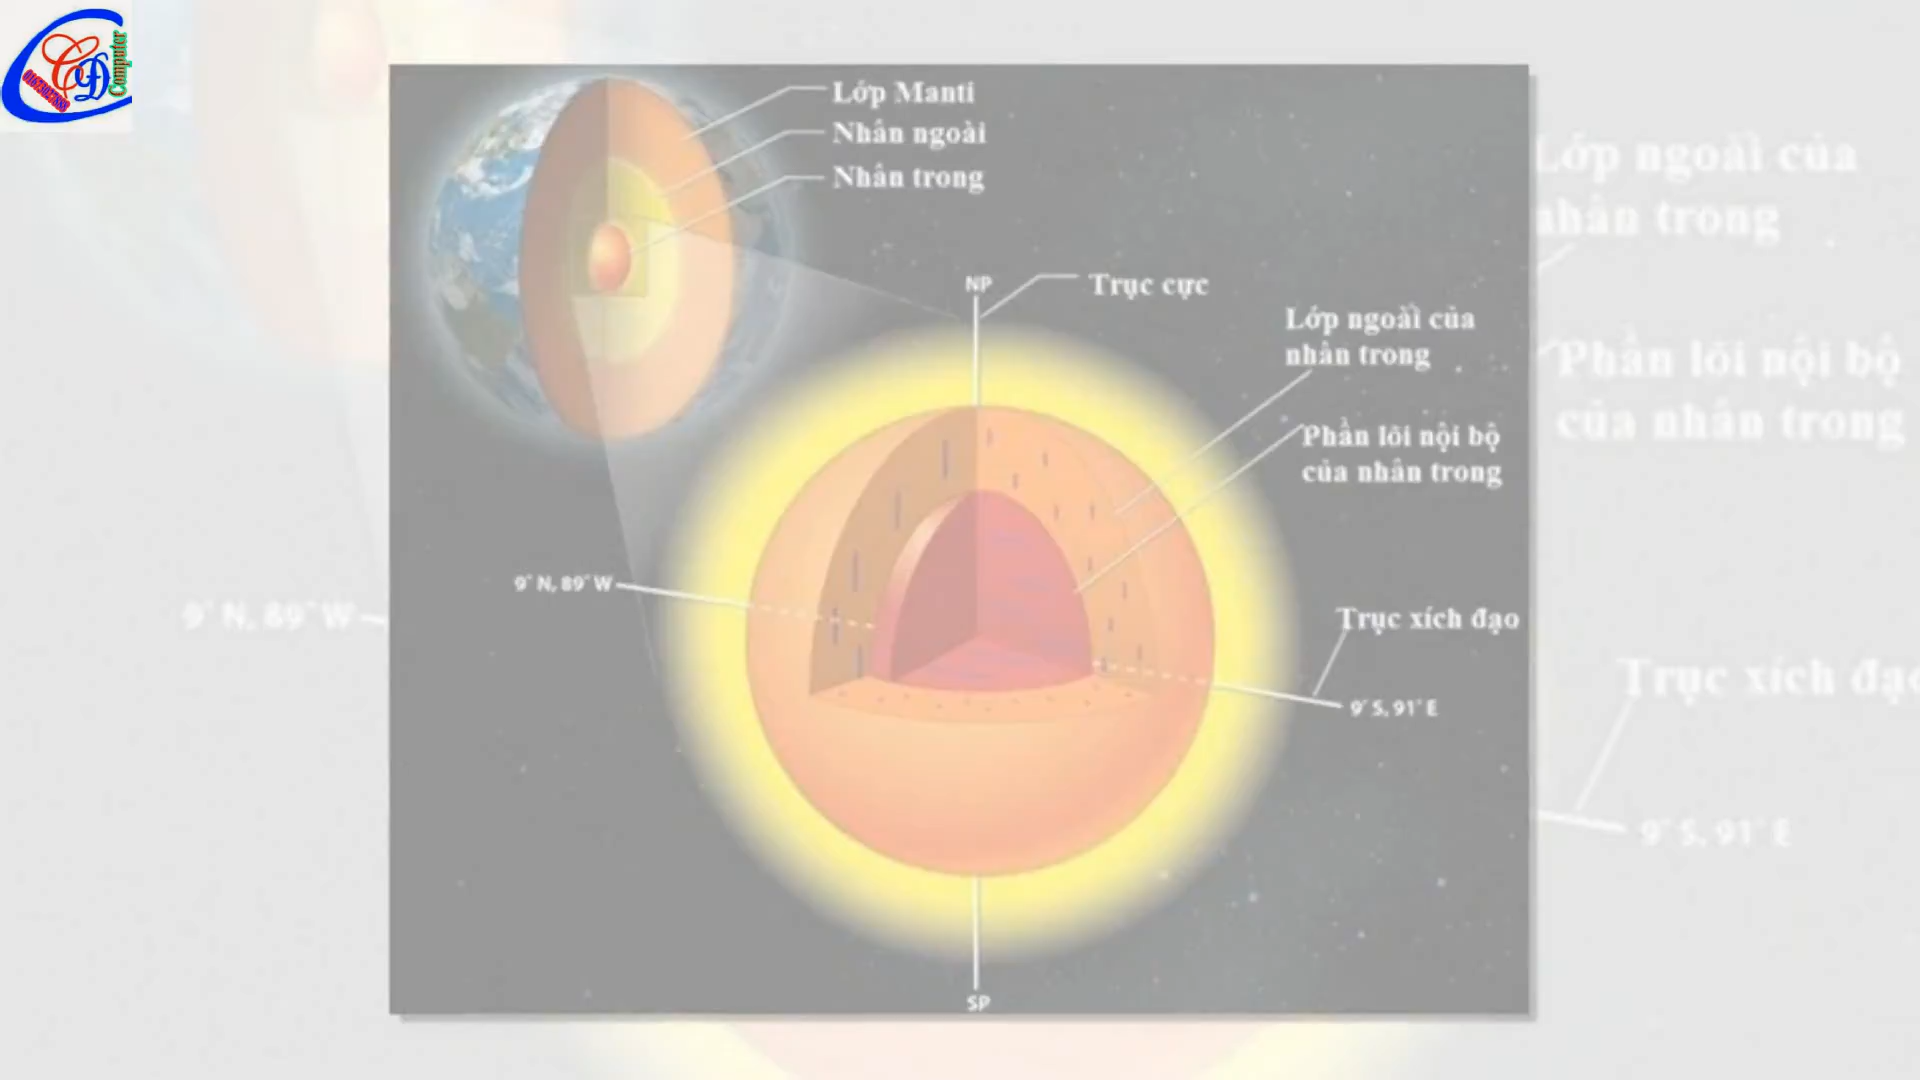 Computer
Lớp Manti
Nhân ngoài
Nhân trong
NP
Trục cực
Lớp ngoài của
nhân trong
Phần lõi nội bộ
của nhân trong
9° N, 89° W
Trục xích đạo
9° S, 91° E
SP
Lớp ngoài của
nhân trong
Phần lõi nội bộ
của nhân trong
9° N, 89° W
Trục xích đạo
9° S, 91° E